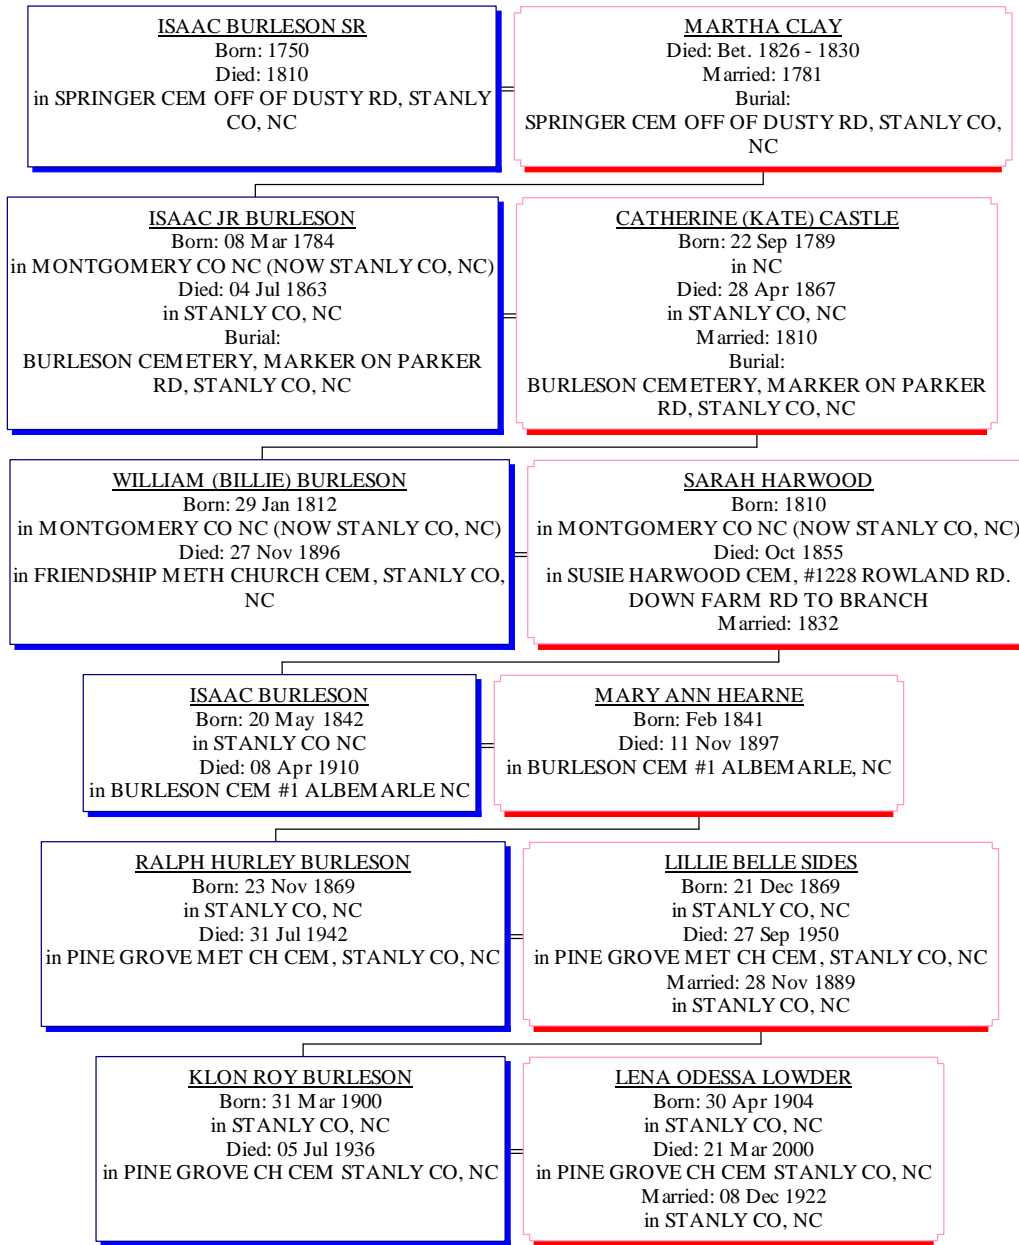 ISAAC BURLESON SR
Born: 1750
Died: 1810
in SPRINGER CEM OFF OF DUSTY RD, STANLY
CO, NC
MARTHA CLAY
Died: Bet. 1826 - 1830
Married: 1781
Burial:
SPRINGER CEM OFF OF DUSTY RD, STANLY CO,
NC
ISAAC JR BURLESON
Born: 08 Mar 1784
in MONTGOMERY CO NC (NOW STANLY CO, NC)
Died: 04 Jul 1863
in STANLY CO, NC
Burial:
BURLESON CEMETERY, MARKER ON PARKER
RD, STANLY CO, NC
CATHERINE (KATE) CASTLE
Born: 22 Sep 1789
in NC
Died: 28 Apr 1867
in STANLY CO, NC
Married: 1810
Burial:
BURLESON CEMETERY, MARKER ON PARKER
RD, STANLY CO, NC
WILLIAM (BILLIE) BURLESON
Born: 29 Jan 1812
in MONTGOMERY CO NC (NOW STANLY CO, NC)
Died: 27 Nov 1896
in FRIENDSHIP METH CHURCH CEM, STANLY CO,
NC
SARAH HARWOOD
Born: 1810
in MONTGOMERY CO NC (NOW STANLY CO, NC)
Died: Oct 1855
in SUSIE HARWOOD CEM, #1228 ROWLAND RD.
DOWN FARM RD TO BRANCH
Married: 1832
ISAAC BURLESON
Born: 20 May 1842
in STANLY CO NC
Died: 08 Apr 1910
in BURLESON CEM #1 ALBEMARLE NC
MARY ANN HEARNE
Born: Feb 1841
Died: 11 Nov 1897
in BURLESON CEM #1 ALBEMARLE, NC
RALPH HURLEY BURLESON
Born: 23 Nov 1869
in STANLY CO, NC
Died: 31 Jul 1942
in PINE GROVE MET CH CEM, STANLY CO, NC
LILLIE BELLE SIDES
Born: 21 Dec 1869
in STANLY CO, NC
Died: 27 Sep 1950
in PINE GROVE MET CH CEM, STANLY CO, NC
Married: 28 Nov 1889
in STANLY CO, NC
KLON ROY BURLESON
Born: 31 Mar 1900
in STANLY CO, NC
Died: 05 Jul 1936
in PINE GROVE CH CEM STANLY CO, NC
LENA ODESSA LOWDER
Born: 30 Apr 1904
in STANLY CO, NC
Died: 21 Mar 2000
in PINE GROVE CH CEM STANLY CO, NC
Married: 08 Dec 1922
in STANLY CO, NC